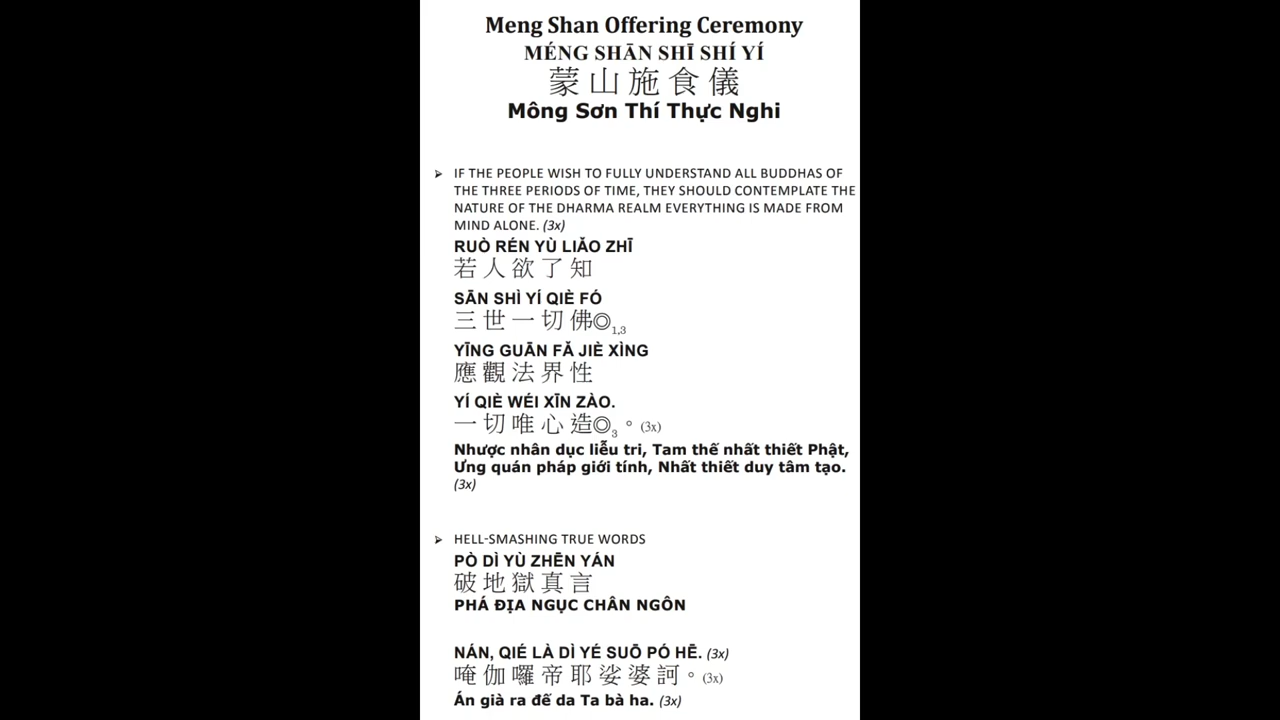 Meng Shan Offering Ceremony
MÉNG SHĀN SHĪ SHÍ YÍ
蒙山施食儀
Mông Sơn Thí Thực Nghi
➢ IF THE PEOPLE WISH TO FULLY UNDERSTAND ALL BUDDHAS OF
THE THREE PERIODS OF TIME, THEY SHOULD CONTEMPLATE THE
NATURE OF THE DHARMA REALM EVERYTHING IS MADE FROM
MIND ALONE. (3x)
RUÒ RÉN YÙ LIǍO ZHĪ
若人欲了知
SĀN SHÌ YÍ QIÈ FÓ
三世一切佛◎1,3
YĪNG GUĀN FǍ JIÈ XÌNG
應觀法界性
YÍ QIÈ WÉI XĪN ZÀO.
一切唯心造◎3。(3x)
Nhược nhân dục liễu tri, Tam thế nhất thiết Phật,
Ưng quán pháp giới tính, Nhất thiết duy tâm tạo.
(3x)
➢ HELL-SMASHING TRUE WORDS
PÒ DÌ YÙ ZHĒN YÁN
破地獄真言
PHÁ ĐỊA NGỤC CHÂN NGÔN
NÁN, QIÉ LÀ DÌ YÉ SUŌ PÓ HĒ. (3x)
唵伽囉帝耶娑婆訶。(3x)
Án già ra đế da Ta bà ha. (3x)